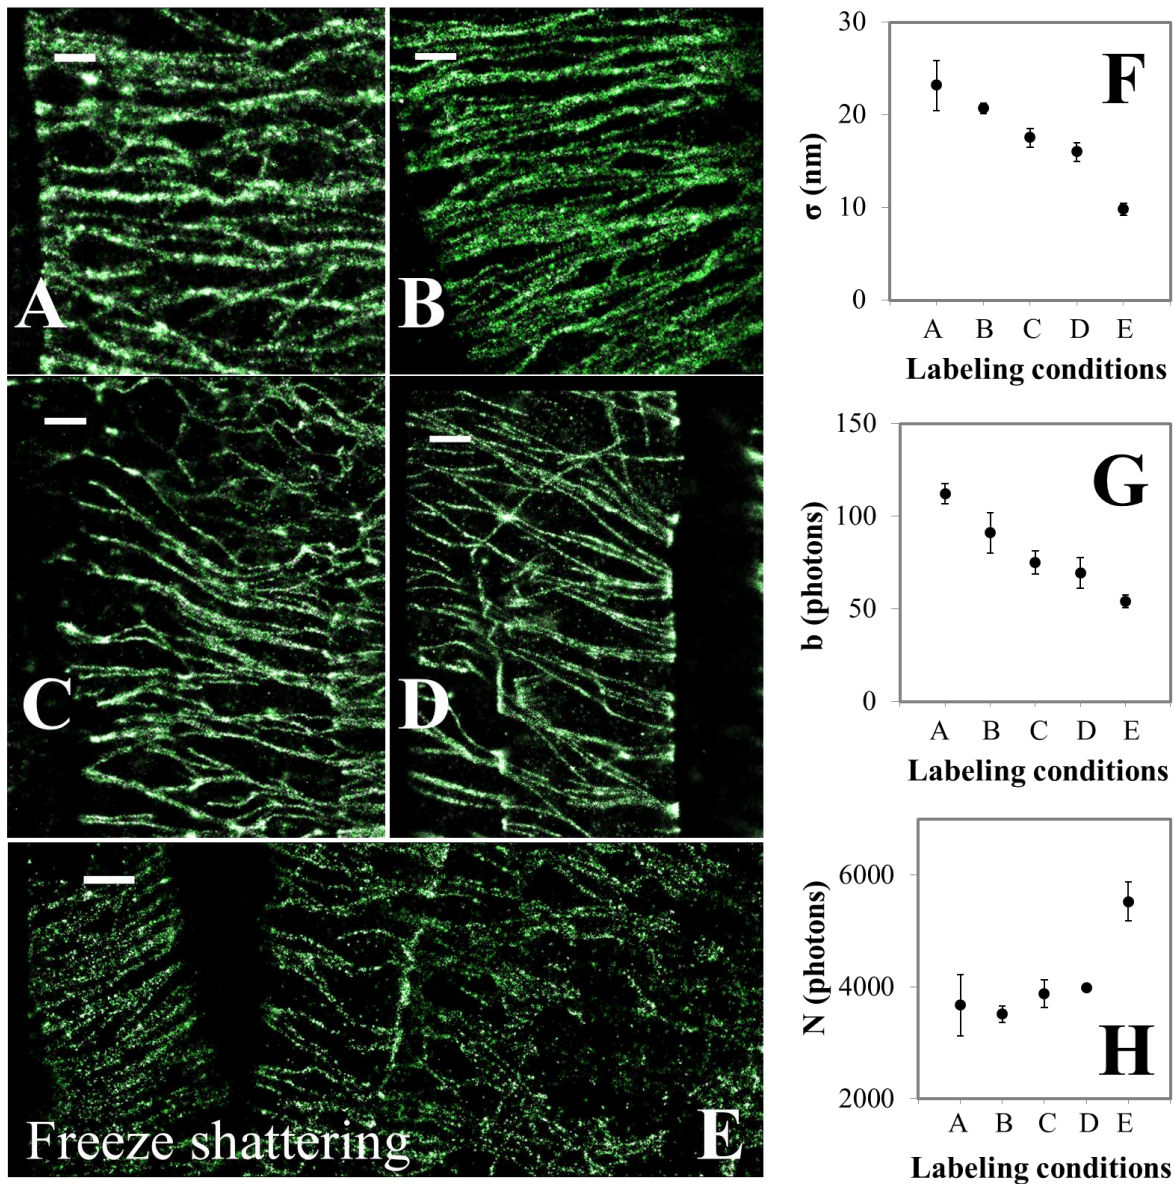 A
B
C
D
Freeze shattering
E
30
20
10
0
σ (nm)
F
A B C D E
Labeling conditions
150
100
50
0
b (photons)
G
A B C D E
Labeling conditions
6000
4000
2000
N (photons)
H
A B C D E
Labeling conditions